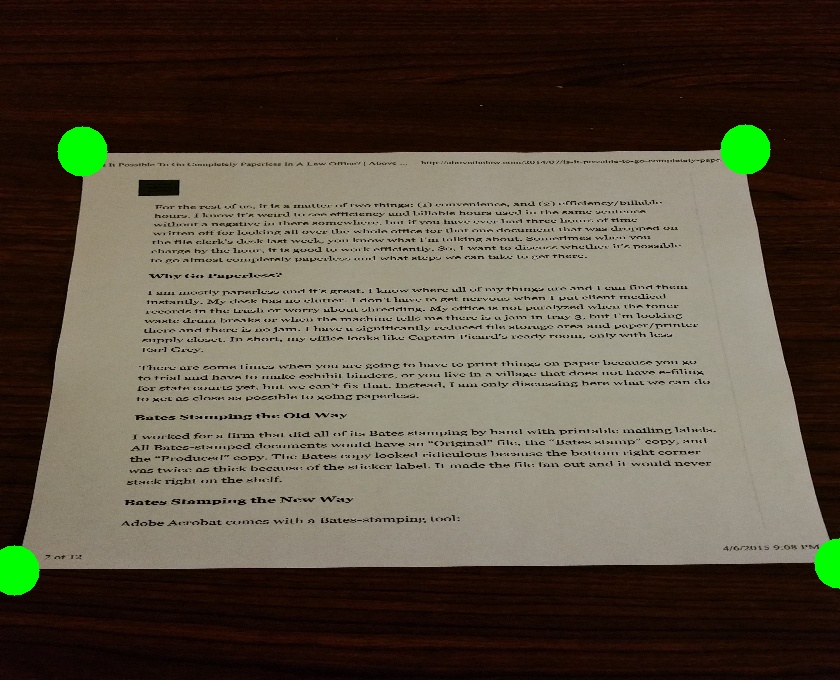 It Possible To Go Completely Paperless In A Law Office? | Above ... http://abovethelaw.com/2014/07/is-it-possible-to-go-completely-pape
For the rest of us, it is a matter of two things: (1) convenience, and (2) efficiency/billable
hours. I know it's weird to see efficiency and billable hours used in the same sentence
without a negative in there somewhere, but if you have ever had three hours of time
written off for looking all over the whole office for that one document that was dropped on
the file clerk's desk last week, you know what I'm talking about. Sometimes when you
charge by the hour, it is good to work efficiently. So, I want to discuss whether it's possible
to go almost completely paperless and what steps we can take to get there.
Why Go Paperless?
I am mostly paperless and it's great. I know where all of my things are and I can find them
instantly. My desk has no clutter. I don't have to get nervous when I put client medical
records in the trash or worry about shredding. My office is not paralyzed when the toner
waste drum breaks or when the machine tells me there is a jam in tray 3, but I'm looking
there and there is no jam. I have a significantly reduced file storage area and paper/printer
supply closet. In short, my office looks like Captain Picard's ready room, only with less
Earl Grey.
There are some times when you are going to have to print things on paper because you go
to trial and have to make exhibit binders, or you live in a village that does not have e-filing
for state courts yet, but we can't fix that. Instead, I am only discussing here what we can do
to get as close as possible to going paperless.
Bates Stamping the Old Way
I worked for a firm that did all of its Bates stamping by hand with printable mailing labels.
All Bates-stamped documents would have an "Original" file, the "Bates stamp" copy, and
the "Produced" copy. The Bates copy looked ridiculous because the bottom right corner
was twice as thick because of the sticker label. It made the file fan out and it would never
stack right on the shelf.
Bates Stamping the New Way
Adobe Acrobat comes with a Bates-stamping tool:
7 of 12 4/6/2015 9:08 PM